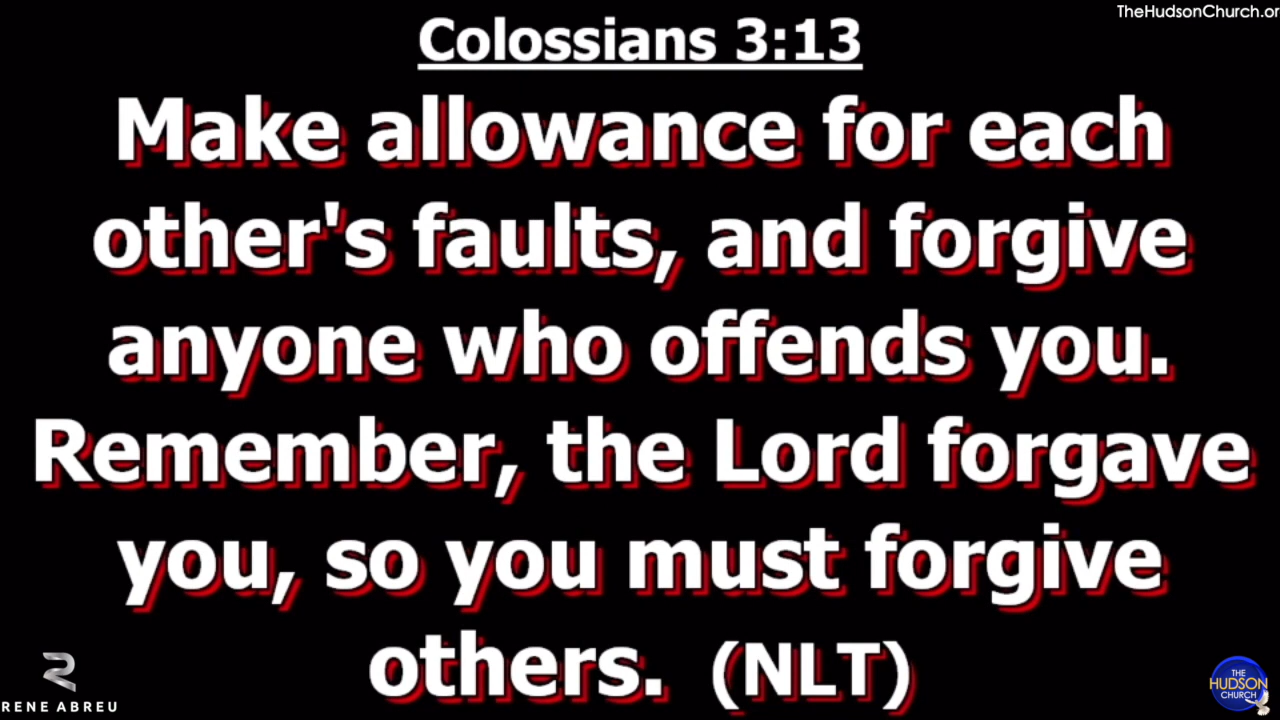 TheHudsonChurch.or
Colossians 3:13
Make allowance for each
other's faults, and forgive
anyone who offends you.
Remember, the Lord forgave
you, so you must forgive
others. (NLT)
RENE ABREU
THE
HUDSON
CHURCH